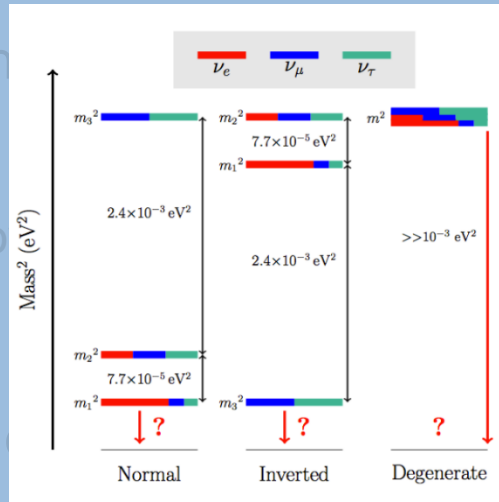 νe νμ ντ
m₃² m₂² m²
7.7×10⁻⁵ eV²
m₁²
2.4×10⁻³ eV²
2.4×10⁻³ eV²
>>10⁻³ eV²
Mass² (eV²)
m₂²
7.7×10⁻⁵ eV²
m₁² m₃²
? ? ?
Normal Inverted Degenerate